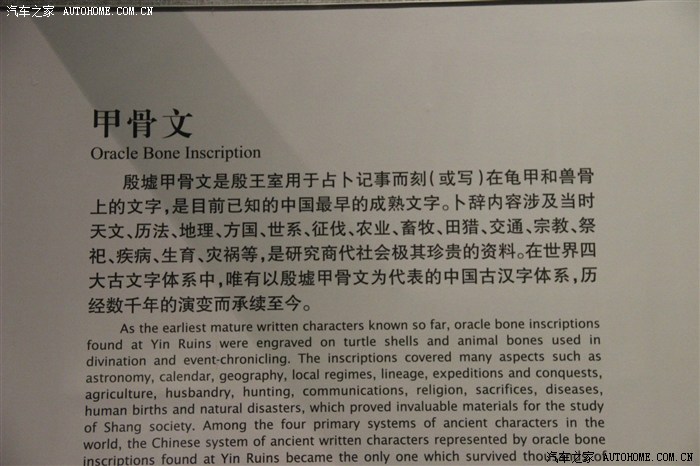 汽车之家 AUTOHOME.COM.CN
甲骨文
Oracle Bone Inscription
殷墟甲骨文是殷王室用于占卜记事而刻(或写)在龟甲和兽骨
上的文字,是目前已知的中国最早的成熟文字。卜辞内容涉及当时
天文、历法、地理、方国、世系、征伐、农业、畜牧、田猎、交通、宗教、祭
祀、疾病、生育、灾祸等,是研究商代社会极其珍贵的资料。在世界四
大古文字体系中,唯有以殷墟甲骨文为代表的中国古汉字体系,历
经数千年的演变而承续至今。
As the earliest mature written characters known so far, oracle bone inscriptions
found at Yin Ruins were engraved on turtle shells and animal bones used in
divination and event-chronicling. The inscriptions covered many aspects such as
astronomy, calendar, geography, local regimes, lineage, expeditions and conquests,
agriculture, husbandry, hunting, communications, religion, sacrifices, diseases,
human births and natural disasters, which proved invaluable materials for the study
of Shang society. Among the four primary systems of ancient characters in the
world, the Chinese system of ancient written characters represented by oracle bone
inscriptions found at Yin Ruins became the only one which survived of
汽车之家 AUTOHOME.COM.CN